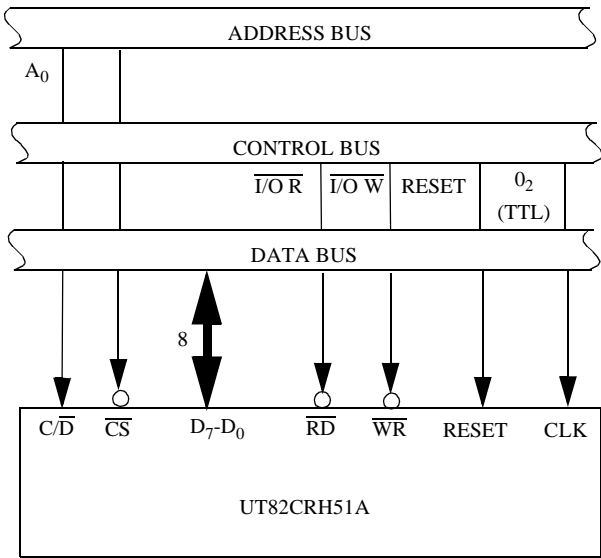 ADDRESS BUS
A₀
CONTROL BUS
I/O R I/O W RESET 0₂
(TTL)
DATA BUS
8
C/D CS D₇-D₀ RD WR RESET CLK
UT82CRH51A